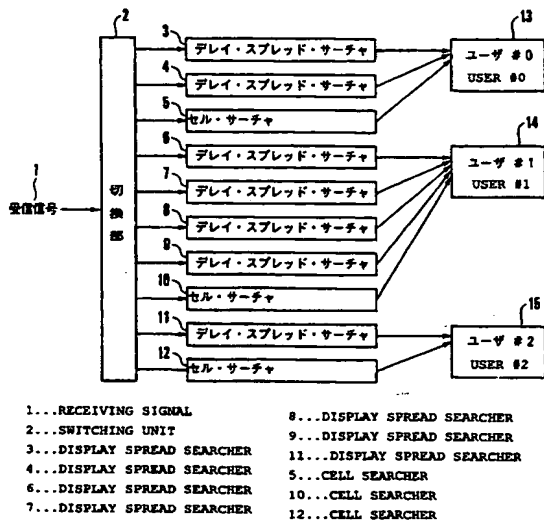 2
3
デレイ・スプレッド・サーチャ
4
デレイ・スプレッド・サーチャ
5
セル・サーチャ
6
デレイ・スプレッド・サーチャ
7
デレイ・スプレッド・サーチャ
8
デレイ・スプレッド・サーチャ
9
デレイ・スプレッド・サーチャ
10
セル・サーチャ
11
デレイ・スプレッド・サーチャ
12
セル・サーチャ
1
受信信号
切換部
13
ユーザ #0
USER #0
14
ユーザ #1
USER #1
15
ユーザ #2
USER #2
1...RECEIVING SIGNAL
2...SWITCHING UNIT
3...DISPLAY SPREAD SEARCHER
4...DISPLAY SPREAD SEARCHER
6...DISPLAY SPREAD SEARCHER
7...DISPLAY SPREAD SEARCHER
8...DISPLAY SPREAD SEARCHER
9...DISPLAY SPREAD SEARCHER
11...DISPLAY SPREAD SEARCHER
5...CELL SEARCHER
10...CELL SEARCHER
12...CELL SEARCHER